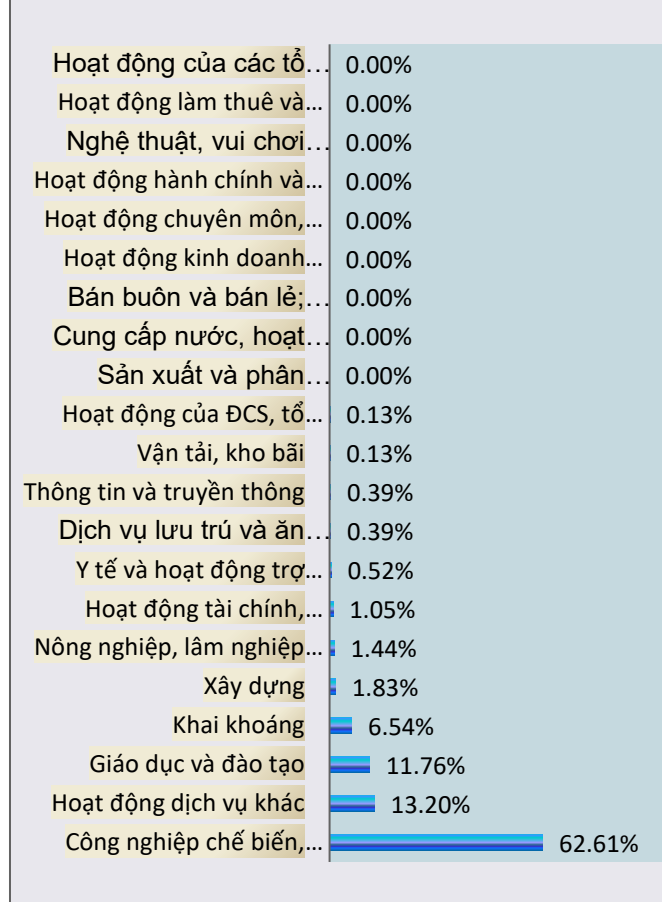 Hoạt động của các tổ… 0.00%
Hoạt động làm thuê và… 0.00%
Nghệ thuật, vui chơi… 0.00%
Hoạt động hành chính và… 0.00%
Hoạt động chuyên môn,… 0.00%
Hoạt động kinh doanh… 0.00%
Bán buôn và bán lẻ;… 0.00%
Cung cấp nước, hoạt… 0.00%
Sản xuất và phân… 0.00%
Hoạt động của ĐCS, tổ… 0.13%
Vận tải, kho bãi 0.13%
Thông tin và truyền thông 0.39%
Dịch vụ lưu trú và ăn… 0.39%
Y tế và hoạt động trợ… 0.52%
Hoạt động tài chính,… 1.05%
Nông nghiệp, lâm nghiệp… 1.44%
Xây dựng 1.83%
Khai khoáng 6.54%
Giáo dục và đào tạo 11.76%
Hoạt động dịch vụ khác 13.20%
Công nghiệp chế biến,… 62.61%